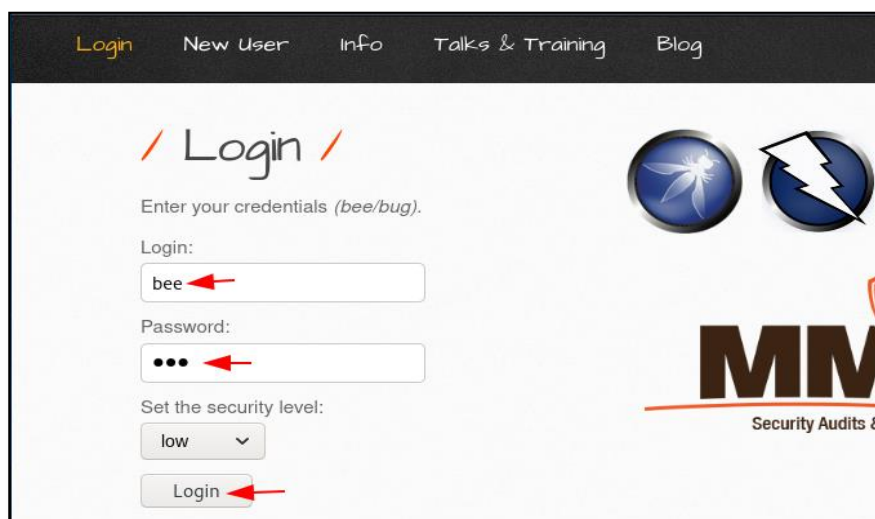 Login New User Info Talks & Training Blog
/ Login /
Enter your credentials (bee/bug).
Login:
bee
Password:
●●●
Set the security level:
low
Login
MM
Security Audits &